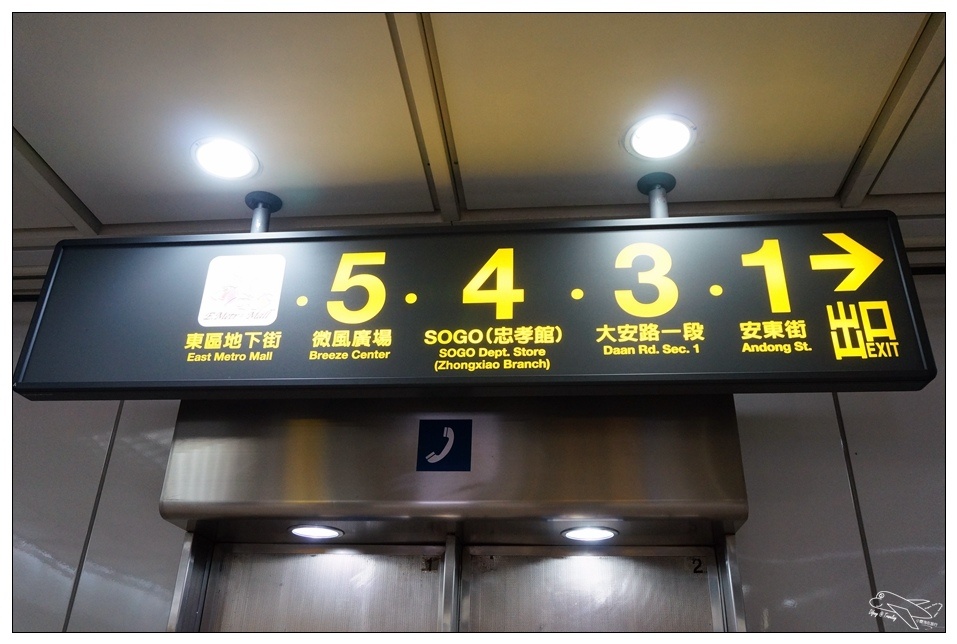 • 5 • 4 • 3 • 1 →
東區地下街
East Metro Mall
微風廣場
Breeze Center
SOGO(忠孝館)
SOGO Dept. Store
(Zhongxiao Branch)
大安路一段
Daan Rd. Sec. 1
安東街
Andong St.
出口
EXIT
2